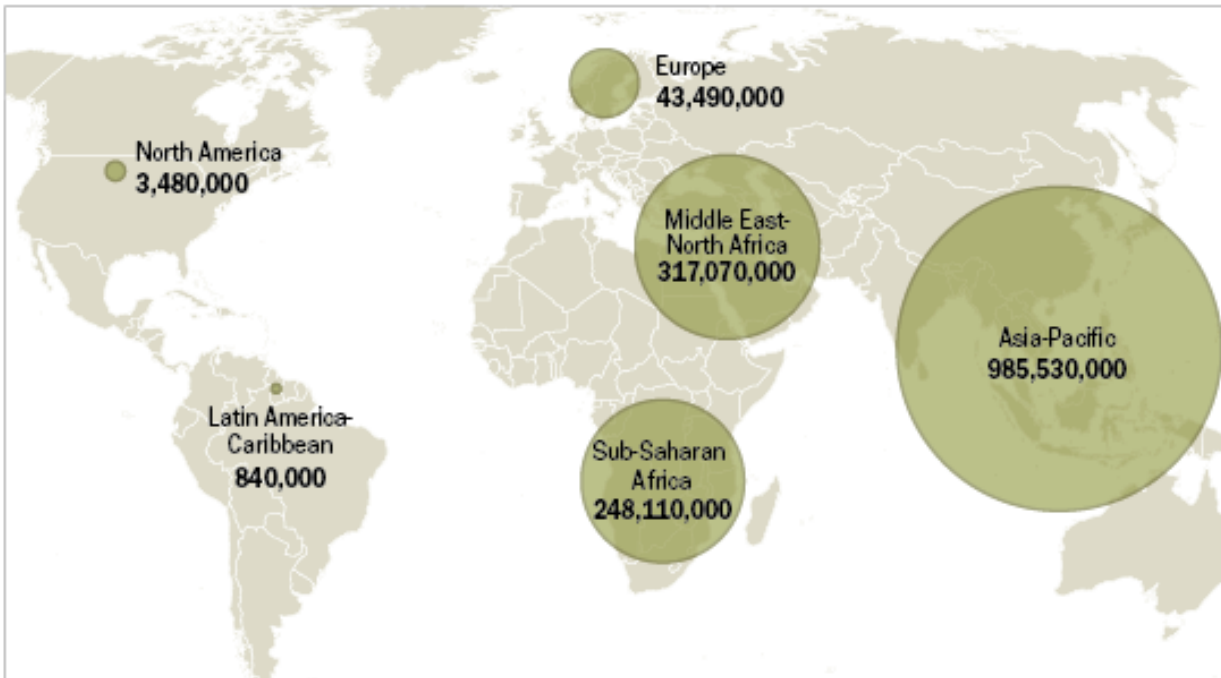 Europe
43,490,000
North America
3,480,000
Middle East-
North Africa
317,070,000
Asia-Pacific
985,530,000
Latin America-
Caribbean
840,000
Sub-Saharan
Africa
248,110,000